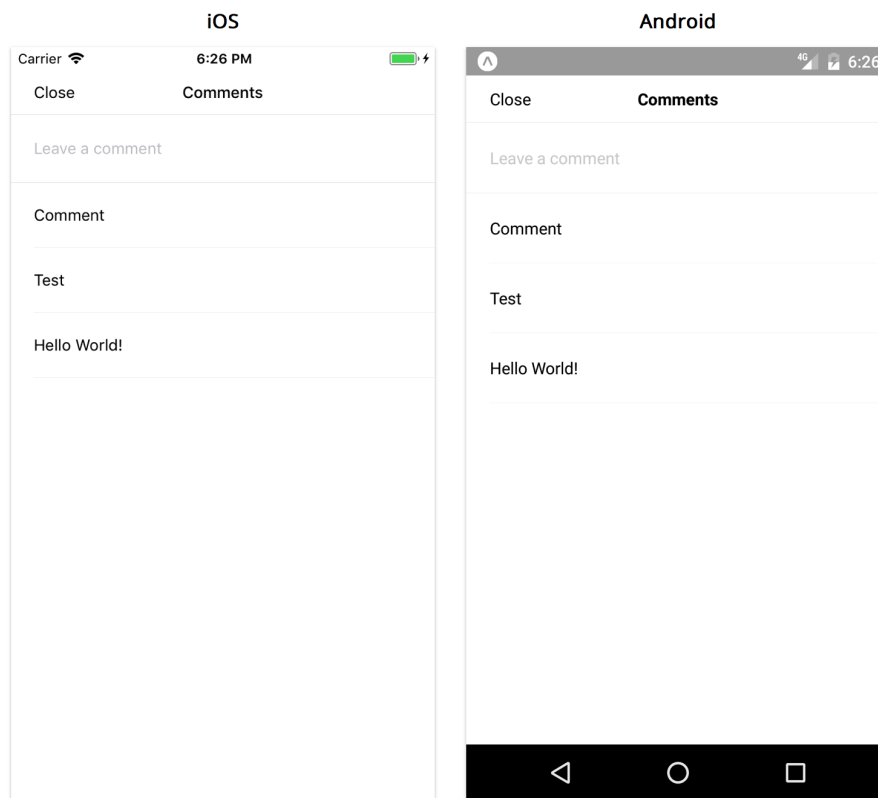 iOS
Carrier 6:26 PM
Close Comments
Leave a comment
Comment
Test
Hello World!
Android
4G 6:26
Close Comments
Leave a comment
Comment
Test
Hello World!